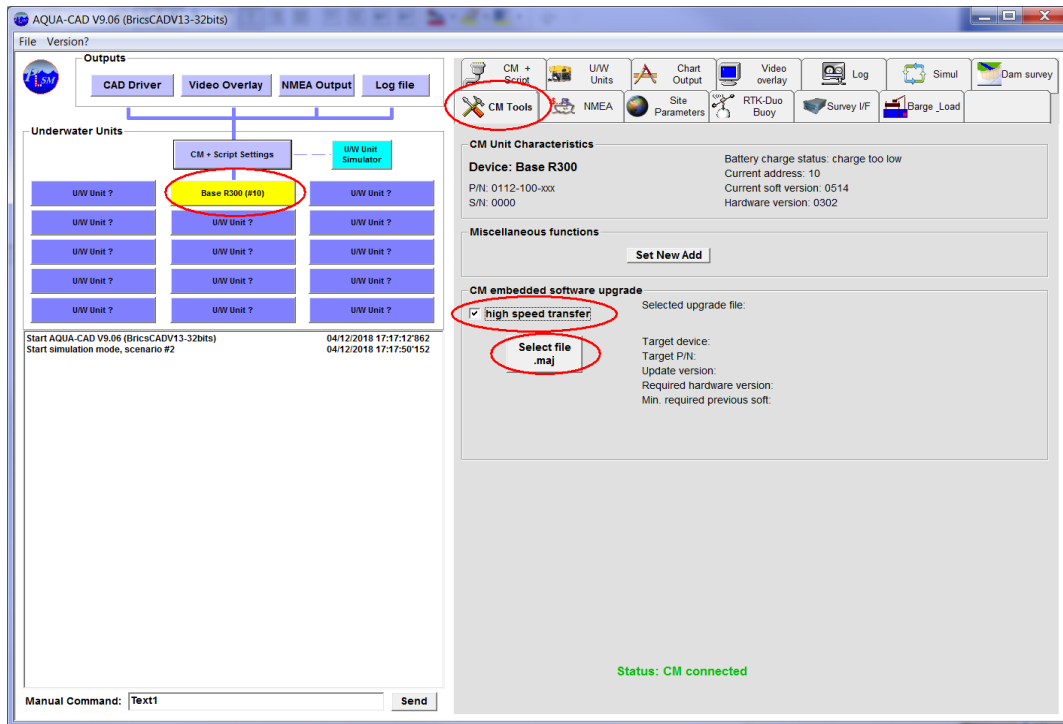 AQUA-CAD V9.06 (BricsCADV13-32bits)
File Version?
PLSM
Outputs
CAD Driver
Video Overlay
NMEA Output
Log file
Underwater Units
CM + Script Settings
U/W Unit
Simulator
U/W Unit ?
Base R300 (#10)
U/W Unit ?
U/W Unit ?
U/W Unit ?
U/W Unit ?
U/W Unit ?
U/W Unit ?
U/W Unit ?
U/W Unit ?
U/W Unit ?
U/W Unit ?
U/W Unit ?
U/W Unit ?
U/W Unit ?
Start AQUA-CAD V9.06 (BricsCADV13-32bits) 04/12/2018 17:17:12'862
Start simulation mode, scenario #2 04/12/2018 17:17:50'152
Manual Command: Text1 Send
CM +
Script
U/W
Units
Chart
Output
Video
overlay
Log
Simul
Dam survey
CM Tools
NMEA
Site
Parameters
RTK-Duo
Buoy
Survey I/F
Barge_Load
CM Unit Characteristics
Device: Base R300
P/N: 0112-100-xxx
S/N: 0000
Battery charge status: charge too low
Current address: 10
Current soft version: 0514
Hardware version: 0302
Miscellaneous functions
Set New Add
CM embedded software upgrade
high speed transfer
Select file
.maj
Selected upgrade file:
Target device:
Target P/N:
Update version:
Required hardware version:
Min. required previous soft:
Status: CM connected